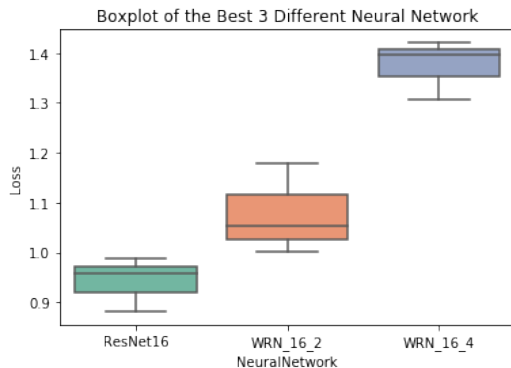 Boxplot of the Best 3 Different Neural Network
1.4
1.3
1.2
1.1
1.0
0.9
Loss
ResNet16 WRN_16_2 WRN_16_4
NeuralNetwork